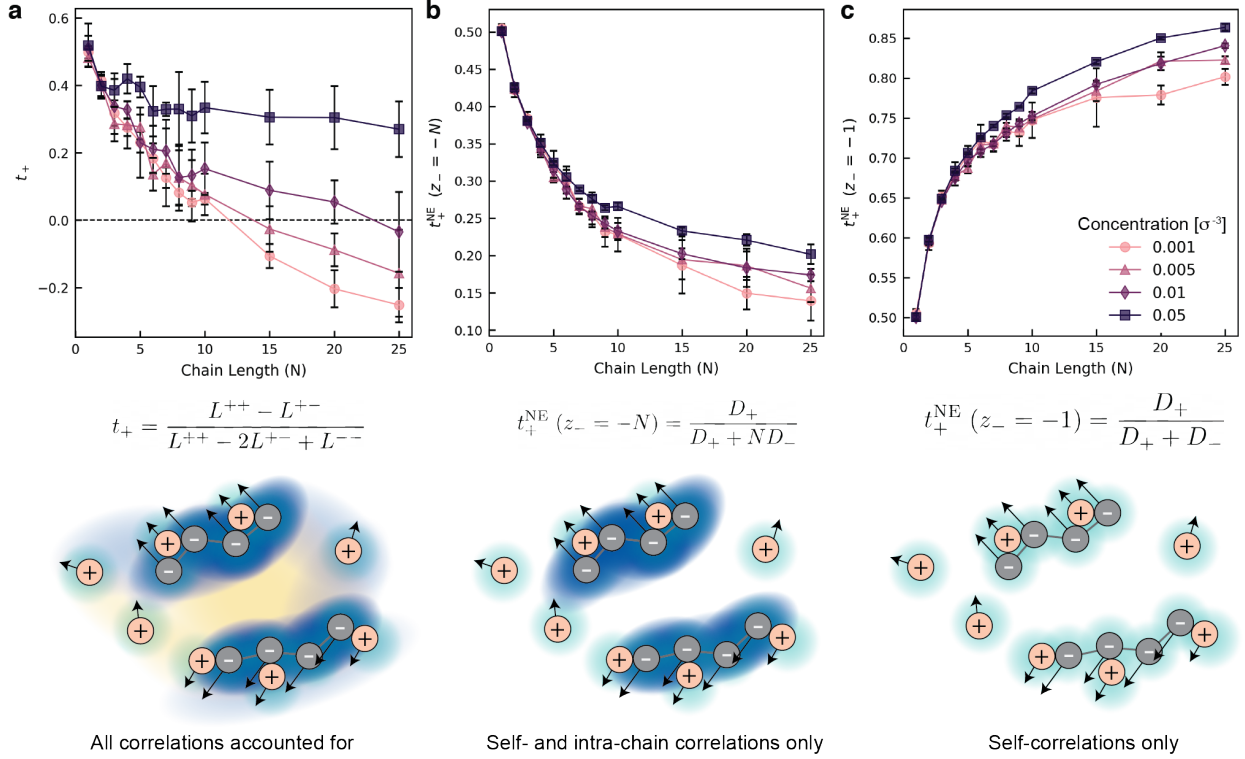 a
0.6
0.4
0.2
0.0
−0.2
t₊
0 5 10 15 20 25
Chain Length (N)
b
0.50
0.45
0.40
0.35
0.30
0.25
0.20
0.15
0.10
t₊ᴺᴱ (z₋ = −N)
0 5 10 15 20 25
Chain Length (N)
c
0.85
0.80
0.75
0.70
0.65
0.60
0.55
0.50
t₊ᴺᴱ (z₋ = −1)
Concentration [σ⁻³]
0.001
0.005
0.01
0.05
0 5 10 15 20 25
Chain Length (N)
t₊ = (L⁺⁺ − L⁺⁻) / (L⁺⁺ − 2L⁺⁻ + L⁻⁻)
t₊ᴺᴱ (z₋ = −N) = D₊ / (D₊ + ND₋)
t₊ᴺᴱ (z₋ = −1) = D₊ / (D₊ + D₋)
All correlations accounted for
Self- and intra-chain correlations only
Self-correlations only